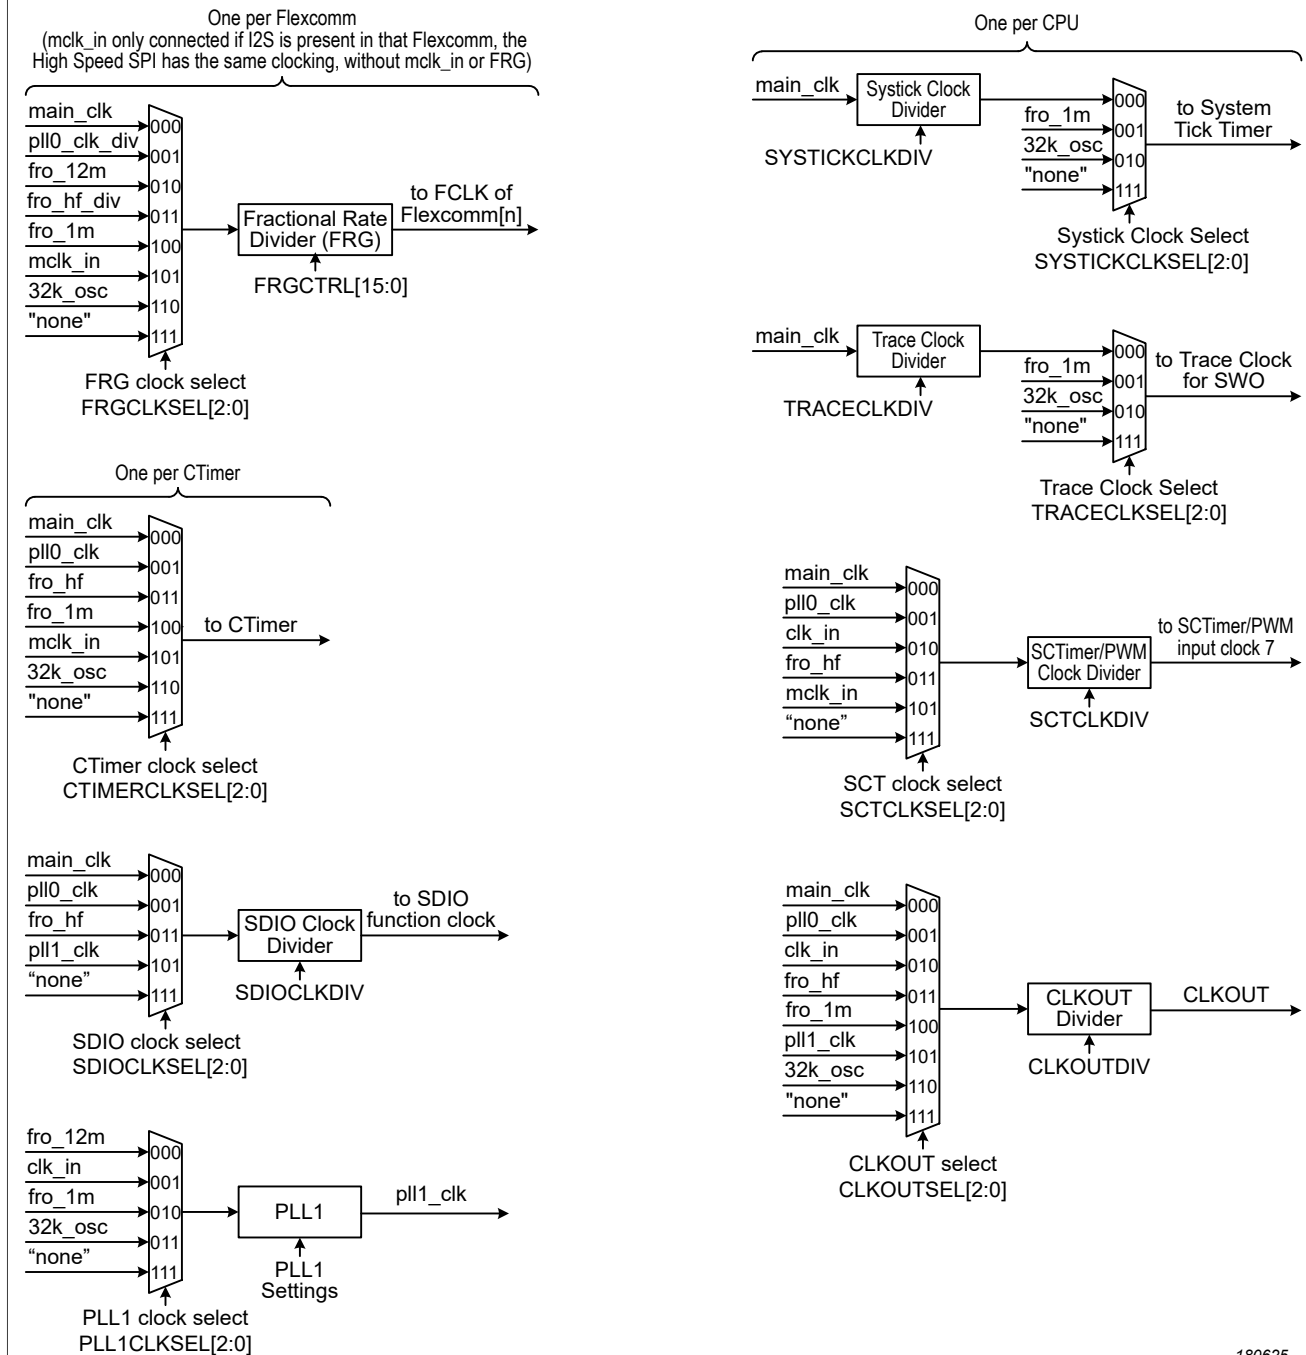 One per Flexcomm
(mclk_in only connected if I2S is present in that Flexcomm, the
High Speed SPI has the same clocking, without mclk_in or FRG)
main_clk
000
pll0_clk_div
001
fro_12m
010
fro_hf_div
011
fro_1m
100
mclk_in
101
32k_osc
110
"none"
111
Fractional Rate
Divider (FRG)
to FCLK of
Flexcomm[n]
FRGCTRL[15:0]
FRG clock select
FRGCLKSEL[2:0]
One per CTimer
main_clk
000
pll0_clk
001
fro_hf
011
fro_1m
100
mclk_in
101
32k_osc
110
"none"
111
to CTimer
CTimer clock select
CTIMERCLKSEL[2:0]
main_clk
000
pll0_clk
001
fro_hf
011
pll1_clk
101
“none”
111
SDIO Clock
Divider
to SDIO
function clock
SDIOCLKDIV
SDIO clock select
SDIOCLKSEL[2:0]
fro_12m
000
clk_in
001
fro_1m
010
32k_osc
011
“none”
111
PLL1
pll1_clk
PLL1
Settings
PLL1 clock select
PLL1CLKSEL[2:0]
One per CPU
main_clk
Systick Clock
Divider
SYSTICKCLKDIV
000
fro_1m
001
32k_osc
010
"none"
111
to System
Tick Timer
Systick Clock Select
SYSTICKCLKSEL[2:0]
main_clk
Trace Clock
Divider
TRACECLKDIV
000
fro_1m
001
32k_osc
010
"none"
111
to Trace Clock
for SWO
Trace Clock Select
TRACECLKSEL[2:0]
main_clk
000
pll0_clk
001
clk_in
010
fro_hf
011
mclk_in
101
“none”
111
SCTimer/PWM
Clock Divider
to SCTimer/PWM
input clock 7
SCTCLKDIV
SCT clock select
SCTCLKSEL[2:0]
main_clk
000
pll0_clk
001
clk_in
010
fro_hf
011
fro_1m
100
pll1_clk
101
32k_osc
110
"none"
111
CLKOUT
Divider
CLKOUT
CLKOUTDIV
CLKOUT select
CLKOUTSEL[2:0]
180625